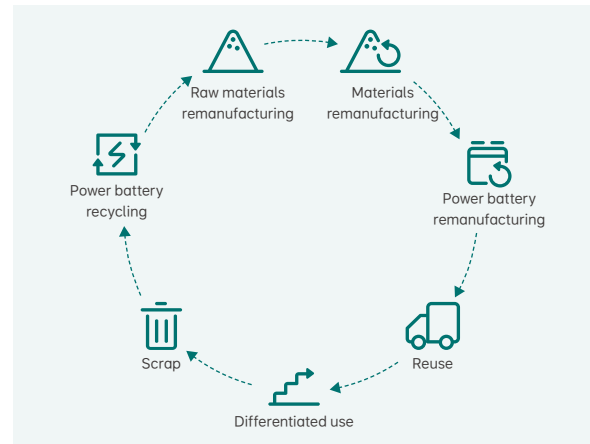 Raw materials
remanufacturing
Materials
remanufacturing
Power battery
remanufacturing
Reuse
Differentiated use
Scrap
Power battery
recycling